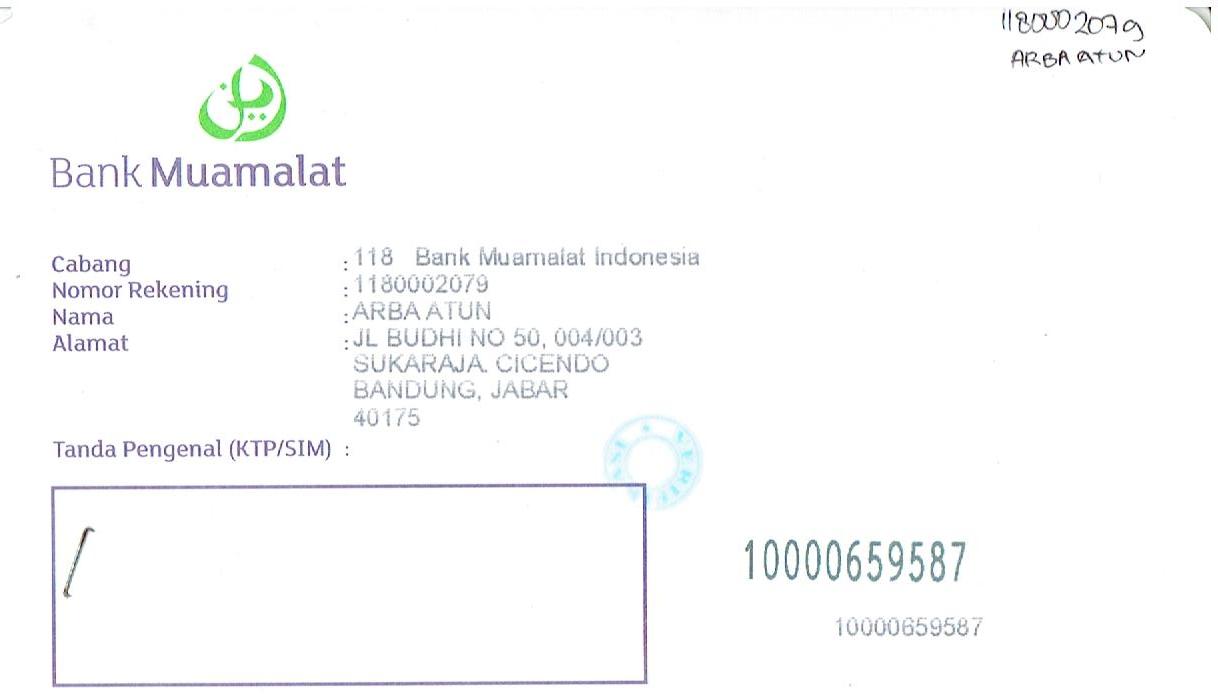 1180002079
ARBA ATUN
Bank Muamalat
Cabang : 118 Bank Muamalat Indonesia
Nomor Rekening : 1180002079
Nama : ARBA ATUN
Alamat : JL BUDHI NO 50, 004/003
SUKARAJA. CICENDO
BANDUNG, JABAR
40175
Tanda Pengenal (KTP/SIM) :
10000659587
10000659587